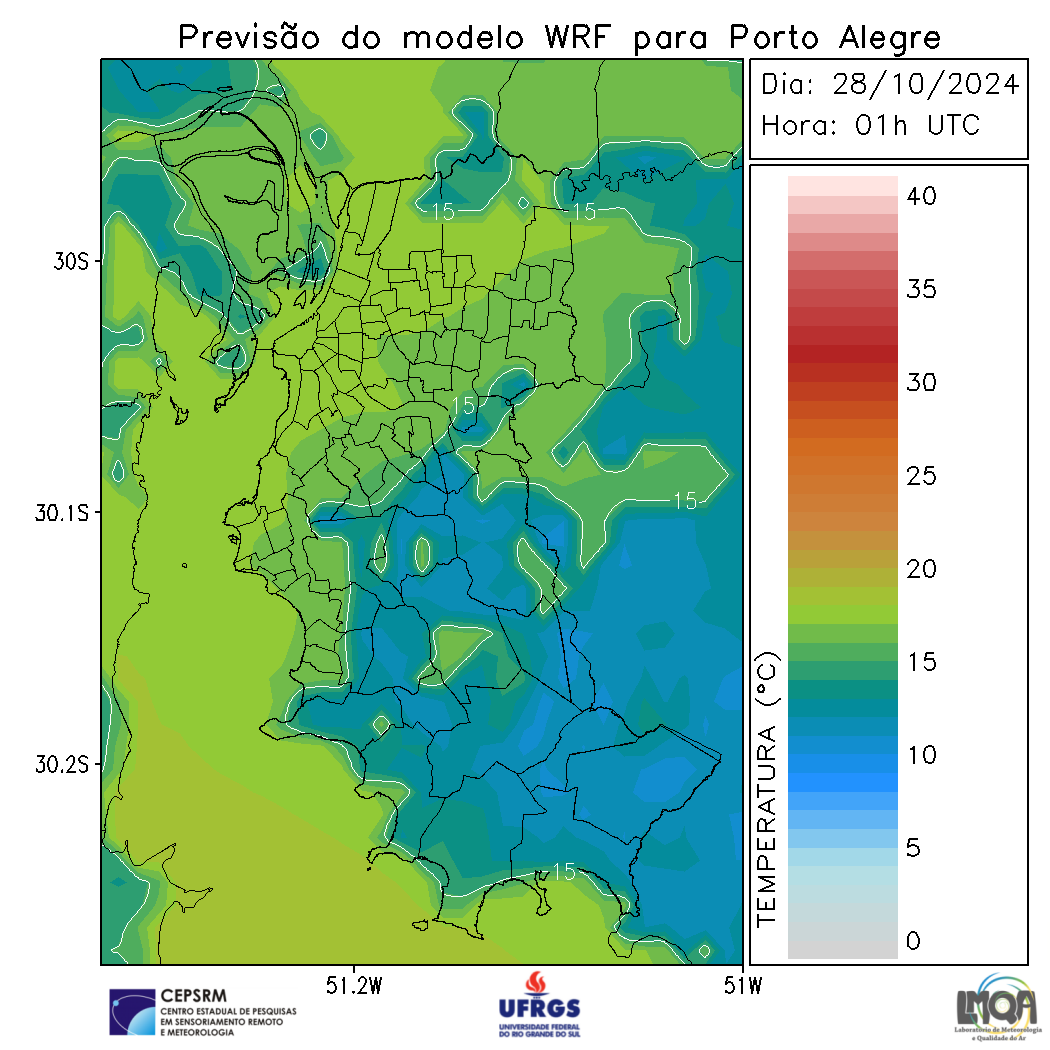 Previsão do modelo WRF para Porto Alegre
Dia: 28/10/2024
Hora: 01h UTC
15
15
15
15
15
30S
30.1S
30.2S
51.2W
51W
40
35
30
25
20
15
10
5
0
TEMPERATURA (°C)
CEPSRM
CENTRO ESTADUAL DE PESQUISAS
EM SENSORIAMENTO REMOTO
E METEOROLOGIA
UFRGS
UNIVERSIDADE FEDERAL
DO RIO GRANDE DO SUL
LMQA
Laboratório de Meteorologia
e Qualidade do Ar